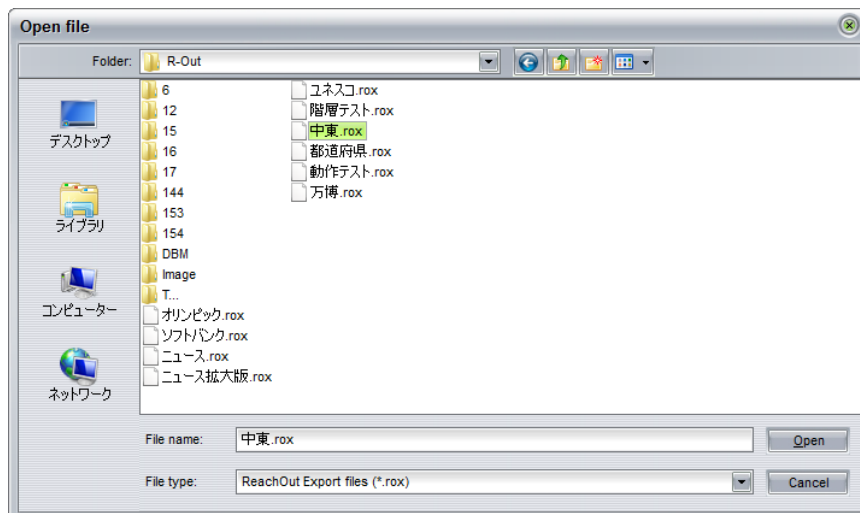 Open file
Folder: R-Out
デスクトップ
ライブラリ
コンピューター
ネットワーク
6
12
15
16
17
144
153
154
DBM
Image
T...
オリンピック.rox
ソフトバンク.rox
ニュース.rox
ニュース拡大版.rox
ユネスコ.rox
階層テスト.rox
中東.rox
都道府県.rox
動作テスト.rox
万博.rox
File name: 中東.rox Open
File type: ReachOut Export files (*.rox) Cancel